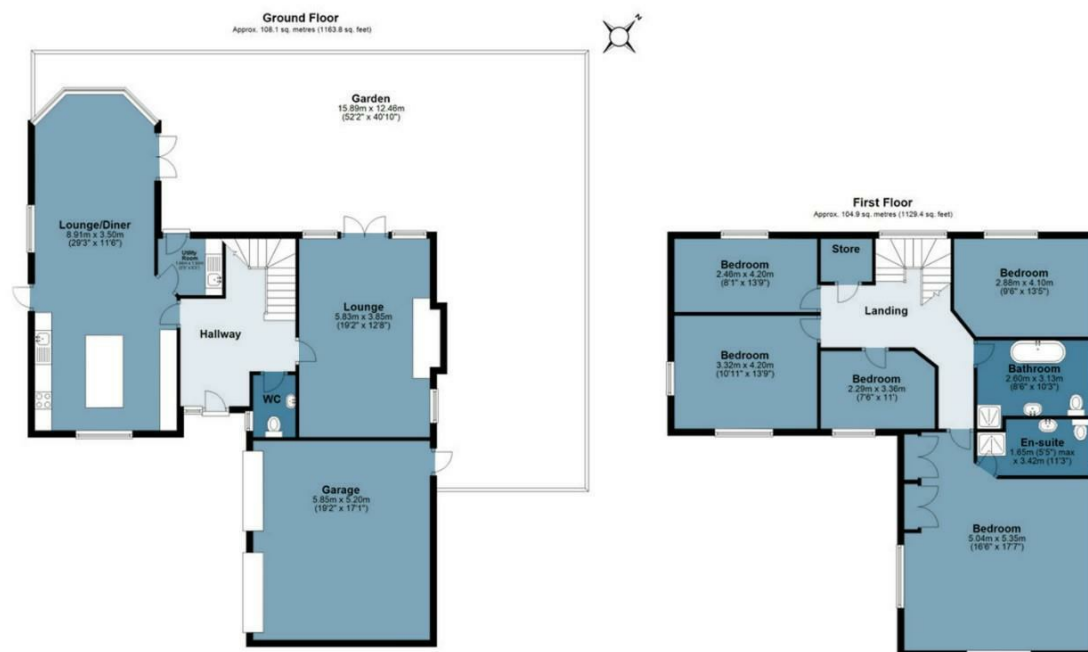 Ground Floor
Approx. 108.1 sq. metres (1163.8 sq. feet)
N
Garden
15.89m x 12.46m
(52'2" x 40'10")
Lounge/Diner
8.91m x 3.50m
(29'3" x 11'6")
Utility
Room
Lounge
5.83m x 3.85m
(19'2" x 12'8")
Hallway
WC
Garage
5.85m x 5.20m
(19'2" x 17'1")
First Floor
Approx. 104.9 sq. metres (1129.4 sq. feet)
Bedroom
2.46m x 4.20m
(8'1" x 13'9")
Store
Bedroom
2.88m x 4.10m
(9'6" x 13'5")
Landing
Bedroom
3.32m x 4.20m
(10'11" x 13'9")
Bedroom
2.29m x 3.36m
(7'6" x 11')
Bathroom
2.60m x 3.13m
(8'6" x 10'3")
En-suite
1.65m (5'5") max
x 3.42m (11'3")
Bedroom
5.04m x 5.35m
(16'6" x 17'7")